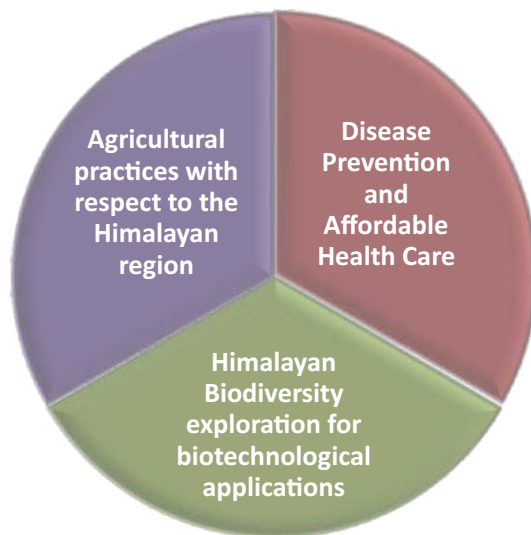 Agricultural
practices with
respect to the
Himalayan
region
Disease
Prevention
and
Affordable
Health Care
Himalayan
Biodiversity
exploration for
biotechnological
applications